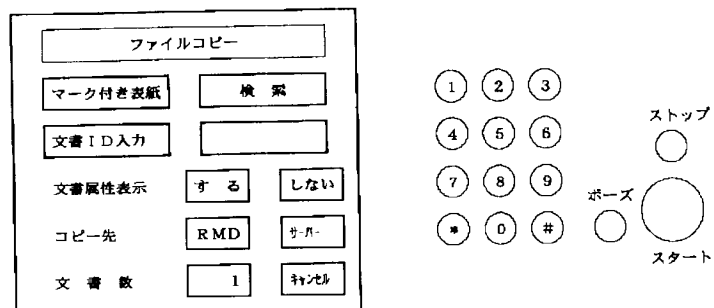 ファイルコピー
マーク付き表紙 検索
文書ID入力
文書属性表示 する しない
コピー先 RMD サーバー
文書数 1 キャンセル
1 2 3
4 5 6
7 8 9
* 0 #
ストップ
ポーズ
スタート